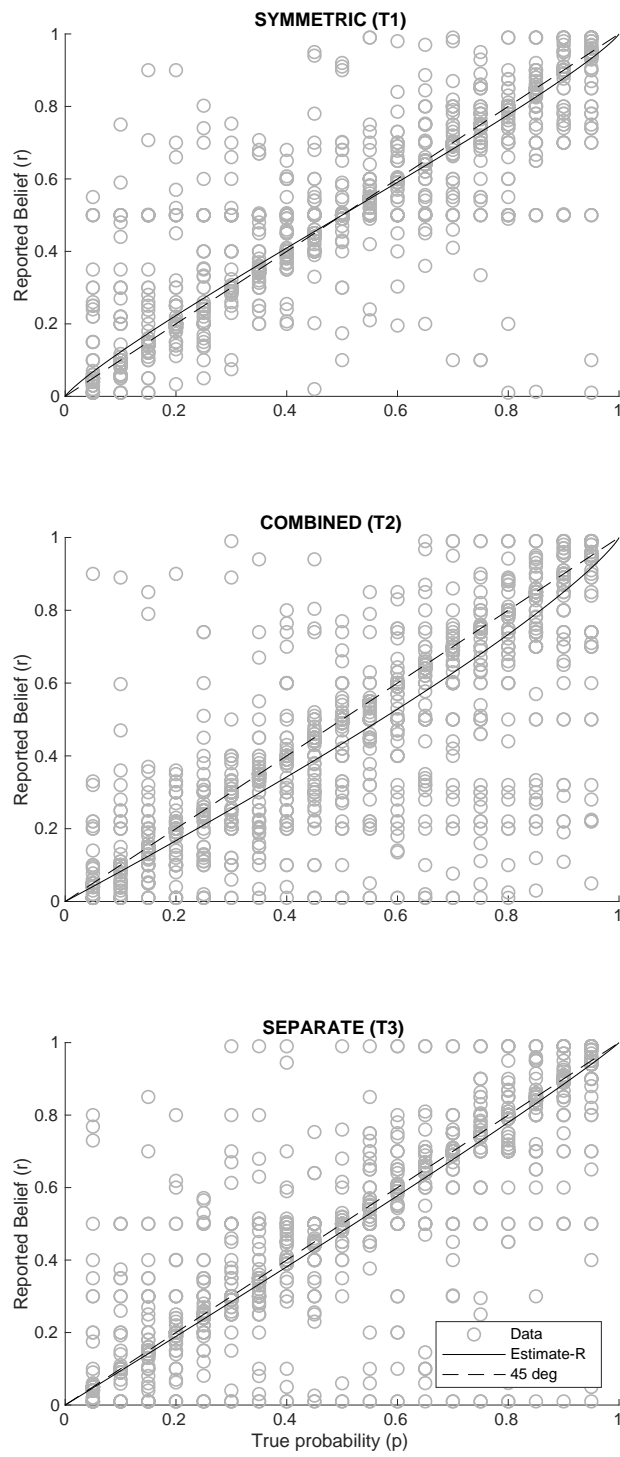 SYMMETRIC (T1)
1
0.8
0.6
0.4
0.2
0
Reported Belief (r)
0 0.2 0.4 0.6 0.8 1
COMBINED (T2)
1
0.8
0.6
0.4
0.2
0
Reported Belief (r)
0 0.2 0.4 0.6 0.8 1
SEPARATE (T3)
1
0.8
0.6
0.4
0.2
0
Reported Belief (r)
Data
Estimate-R
45 deg
0 0.2 0.4 0.6 0.8 1
True probability (p)